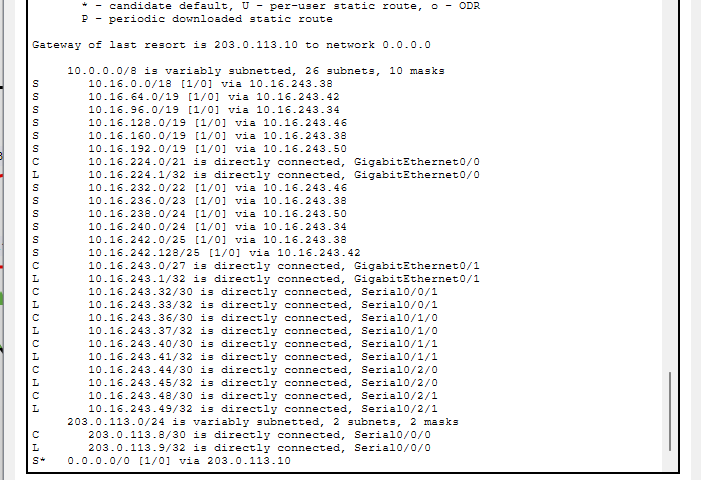 * - candidate default, U - per-user static route, o - ODR
P - periodic downloaded static route
Gateway of last resort is 203.0.113.10 to network 0.0.0.0
10.0.0.0/8 is variably subnetted, 26 subnets, 10 masks
S 10.16.0.0/18 [1/0] via 10.16.243.38
S 10.16.64.0/19 [1/0] via 10.16.243.42
S 10.16.96.0/19 [1/0] via 10.16.243.34
S 10.16.128.0/19 [1/0] via 10.16.243.46
S 10.16.160.0/19 [1/0] via 10.16.243.38
S 10.16.192.0/19 [1/0] via 10.16.243.50
C 10.16.224.0/21 is directly connected, GigabitEthernet0/0
L 10.16.224.1/32 is directly connected, GigabitEthernet0/0
S 10.16.232.0/22 [1/0] via 10.16.243.46
S 10.16.236.0/23 [1/0] via 10.16.243.38
S 10.16.238.0/24 [1/0] via 10.16.243.50
S 10.16.240.0/24 [1/0] via 10.16.243.34
S 10.16.242.0/25 [1/0] via 10.16.243.38
S 10.16.242.128/25 [1/0] via 10.16.243.42
C 10.16.243.0/27 is directly connected, GigabitEthernet0/1
L 10.16.243.1/32 is directly connected, GigabitEthernet0/1
C 10.16.243.32/30 is directly connected, Serial0/0/1
L 10.16.243.33/32 is directly connected, Serial0/0/1
C 10.16.243.36/30 is directly connected, Serial0/1/0
L 10.16.243.37/32 is directly connected, Serial0/1/0
C 10.16.243.40/30 is directly connected, Serial0/1/1
L 10.16.243.41/32 is directly connected, Serial0/1/1
C 10.16.243.44/30 is directly connected, Serial0/2/0
L 10.16.243.45/32 is directly connected, Serial0/2/0
C 10.16.243.48/30 is directly connected, Serial0/2/1
L 10.16.243.49/32 is directly connected, Serial0/2/1
203.0.113.0/24 is variably subnetted, 2 subnets, 2 masks
C 203.0.113.8/30 is directly connected, Serial0/0/0
L 203.0.113.9/32 is directly connected, Serial0/0/0
S* 0.0.0.0/0 [1/0] via 203.0.113.10